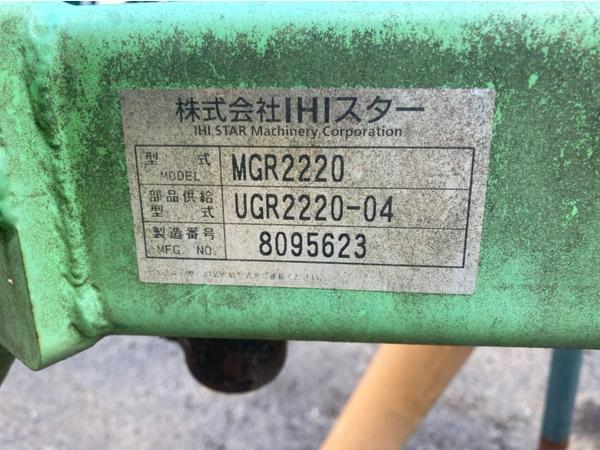 株式会社IHIスター
IHI STAR Machinery Corporation
型式 MGR2220
MODEL
部品供給 UGR2220-04
型式
製造番号 8095623
MFG. NO.